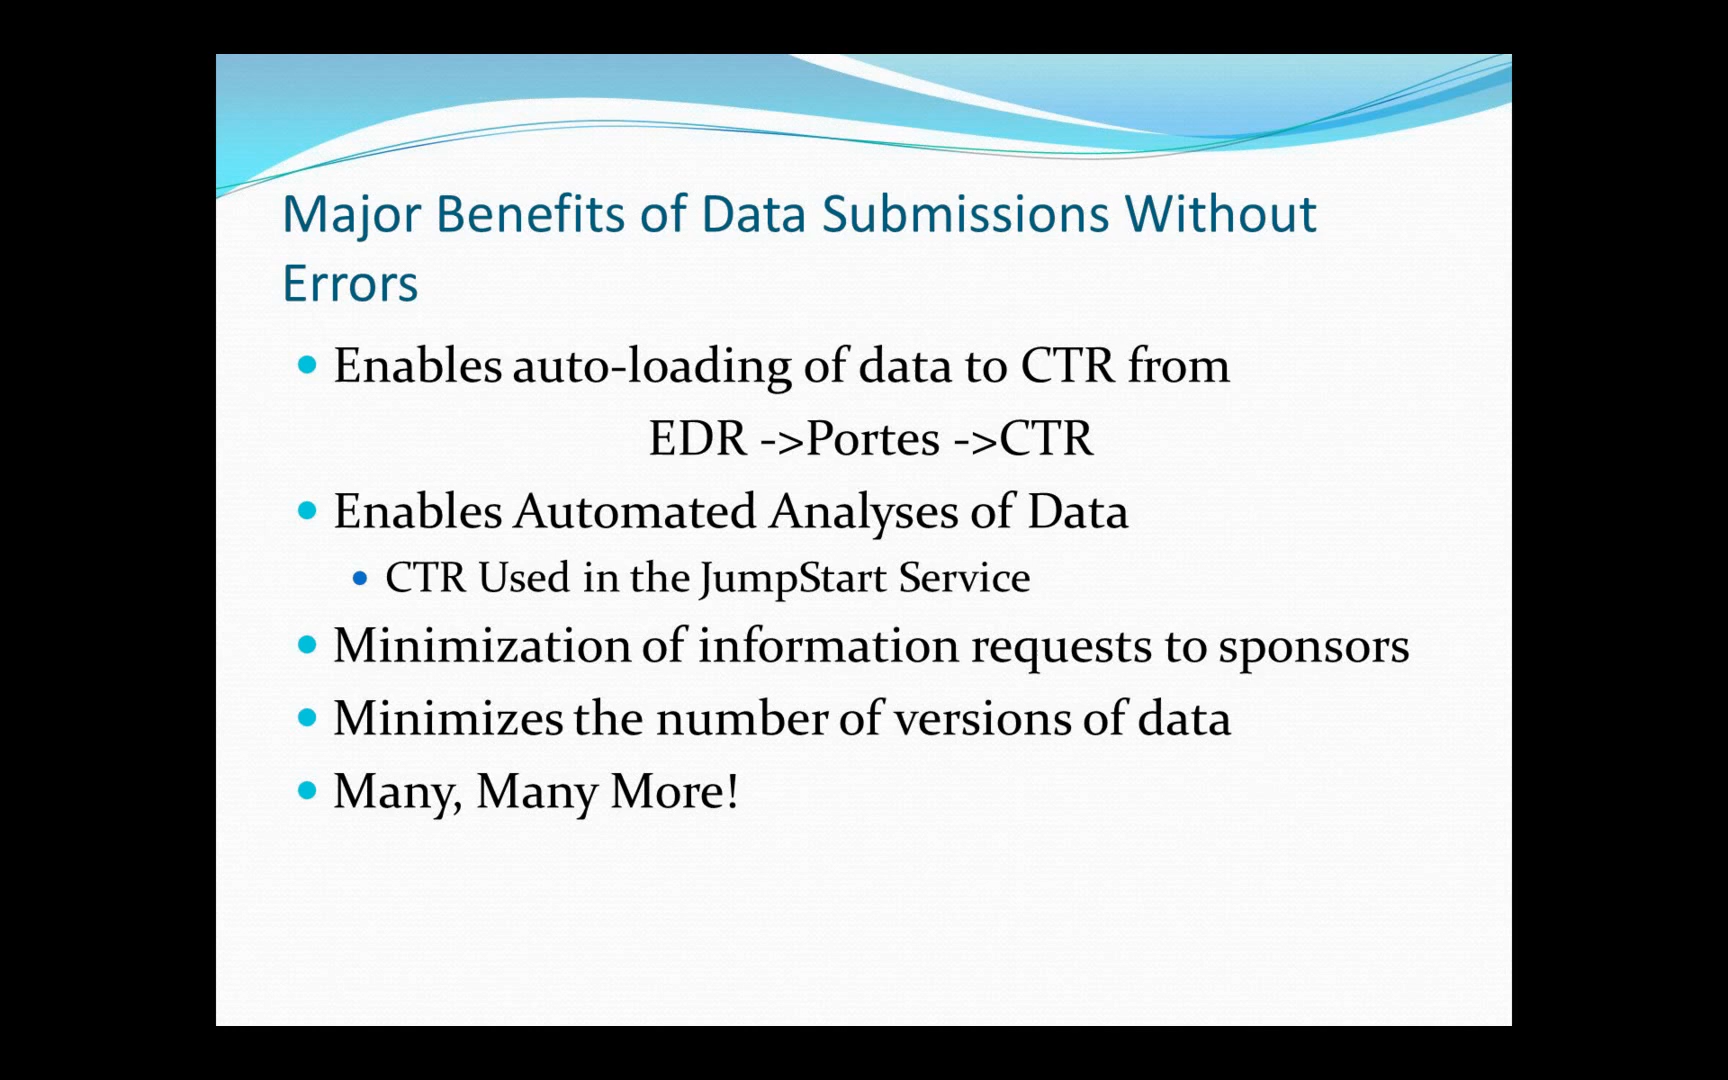 Major Benefits of Data Submissions Without
Errors
• Enables auto-loading of data to CTR from
EDR ->Portes ->CTR
• Enables Automated Analyses of Data
• CTR Used in the JumpStart Service
• Minimization of information requests to sponsors
• Minimizes the number of versions of data
• Many, Many More!